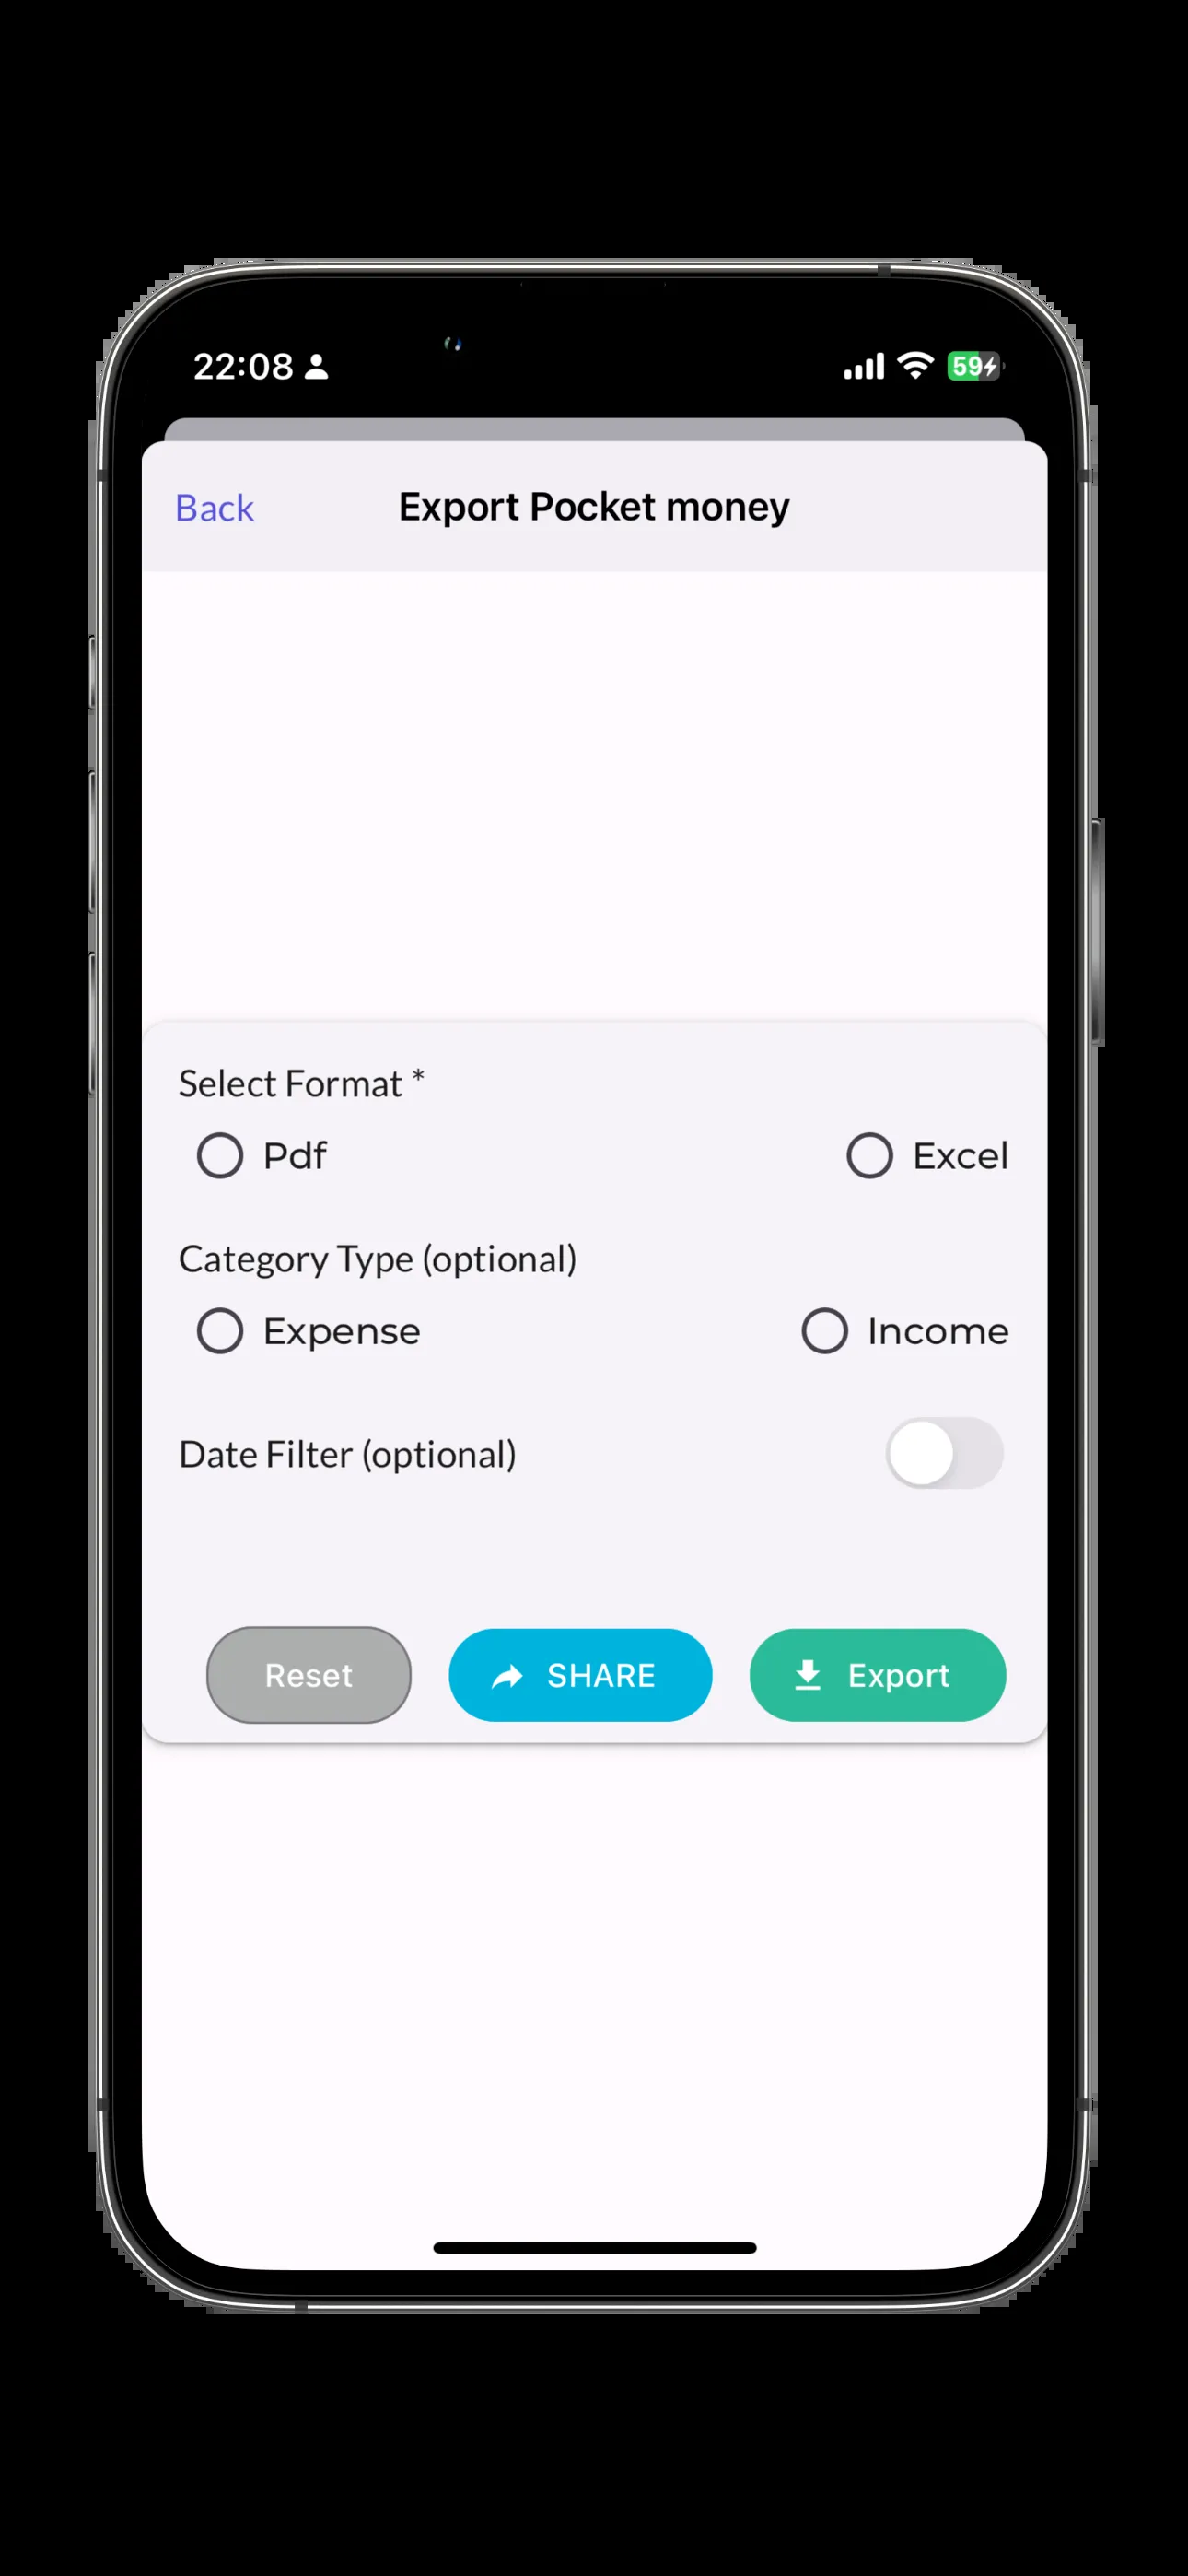 22:08 59
Back Export Pocket money
Select Format *
Pdf Excel
Category Type (optional)
Expense Income
Date Filter (optional)
Reset SHARE Export